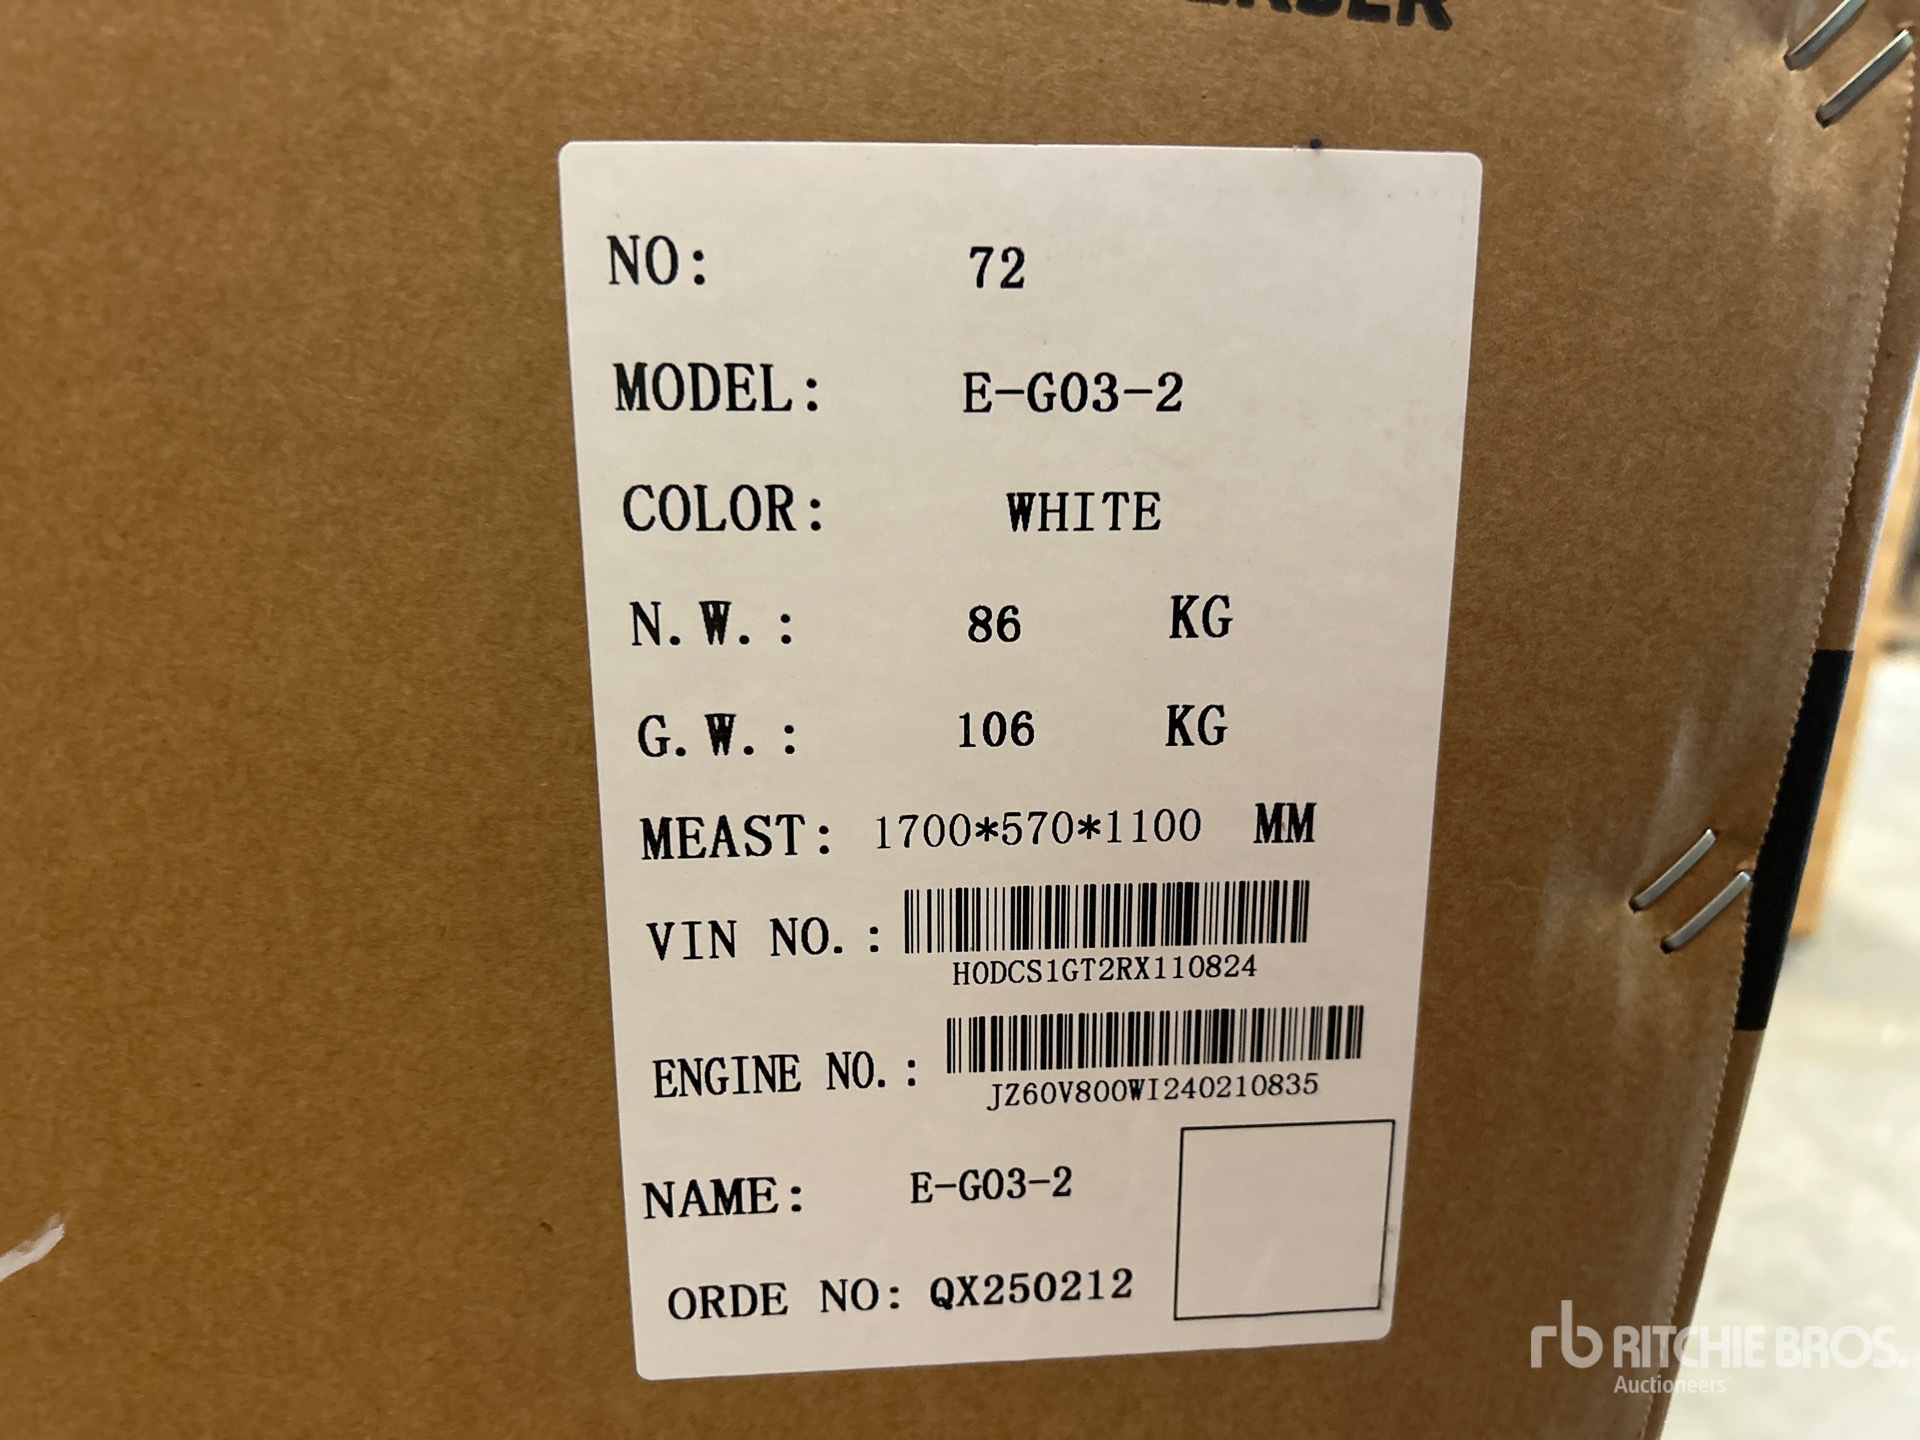 NO: 72
MODEL: E-G03-2
COLOR: WHITE
N.W.: 86 KG
G.W.: 106 KG
MEAST: 1700*570*1100 MM
VIN NO.:
H0DCS1GT2RX110824
ENGINE NO.:
JZ60V800WI240210835
NAME: E-G03-2
ORDE NO: QX250212
rb RITCHIE BROS.
Auctioneers